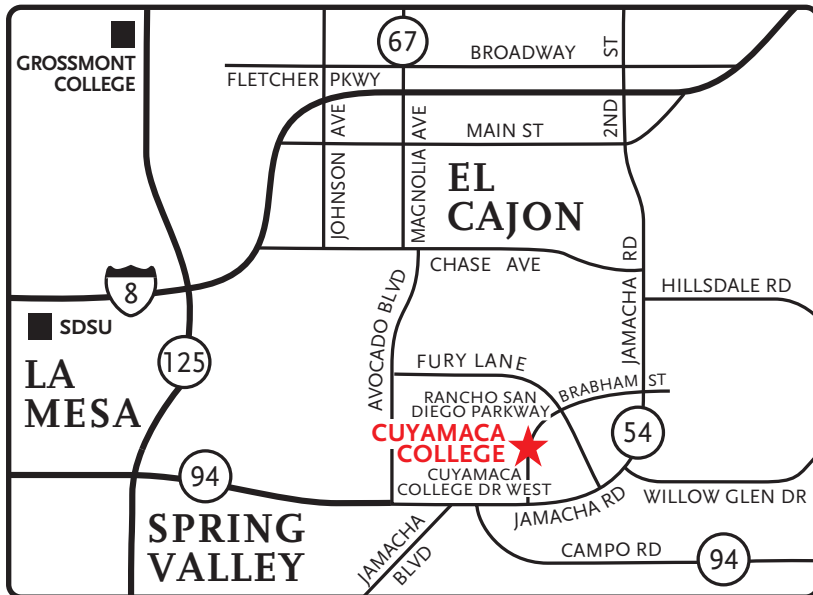 67
BROADWAY
2ND ST
GROSSMONT
COLLEGE
FLETCHER PKWY
MAIN ST
JOHNSON AVE
MAGNOLIA AVE
EL
CAJON
CHASE AVE
JAMACHA RD
HILLSDALE RD
8
SDSU
AVOCADO BLVD
125
LA
MESA
FURY LANE
BRABHAM ST
RANCHO SAN
DIEGO PARKWAY
CUYAMACA
COLLEGE
54
94
CUYAMACA
COLLEGE DR WEST
JAMACHA RD
WILLOW GLEN DR
SPRING
VALLEY
JAMACHA
BLVD
CAMPO RD
94